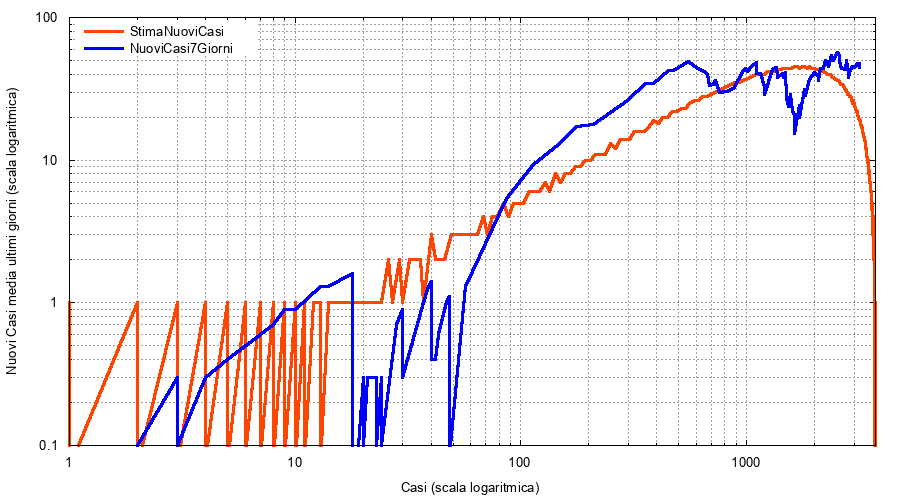 StimaNuoviCasi
NuoviCasi7Giorni
Nuovi Casi media ultimi giorni (scala logaritmica)
100
10
1
0.1
1
10
100
1000
Casi (scala logaritmica)